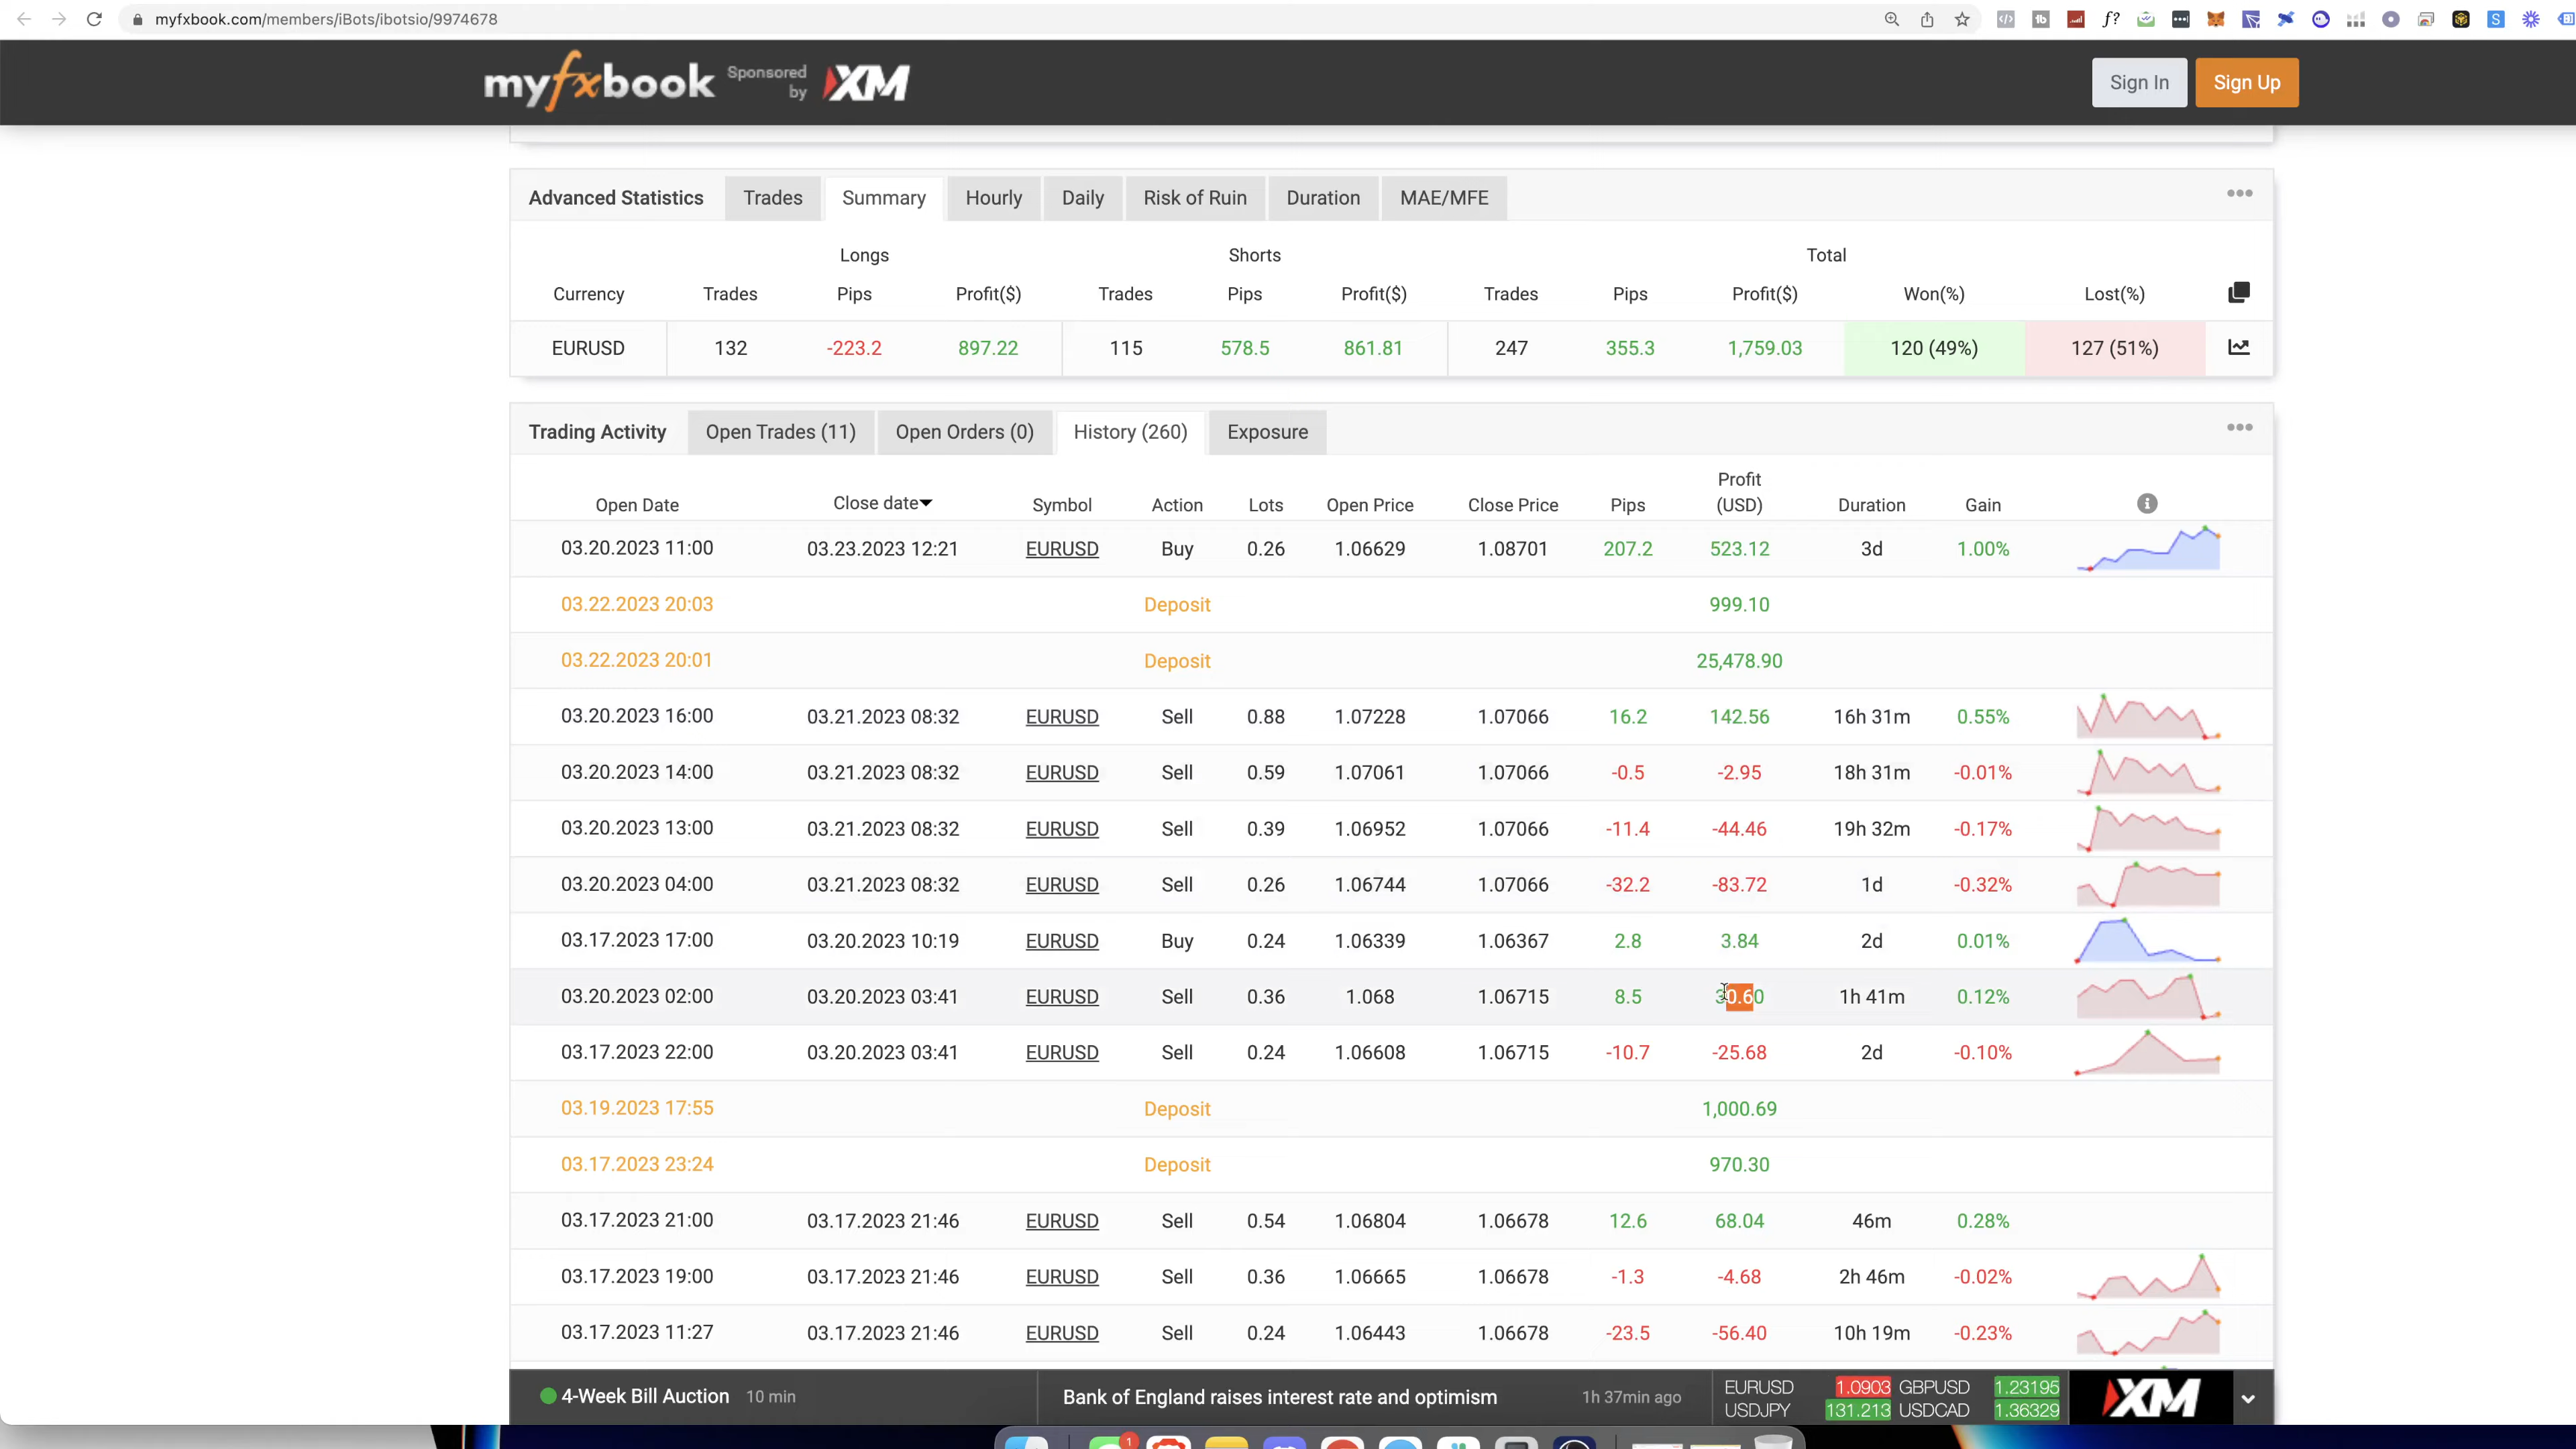 myfxbook.com/members/iBots/ibotsio/9974678
myfxbook Sponsored by XM Sign In Sign Up
Advanced Statistics Trades Summary Hourly Daily Risk of Ruin Duration MAE/MFE
Longs Shorts Total
Currency Trades Pips Profit($) Trades Pips Profit($) Trades Pips Profit($) Won(%) Lost(%)
EURUSD 132 -223.2 897.22 115 578.5 861.81 247 355.3 1,759.03 120 (49%) 127 (51%)
Trading Activity Open Trades (11) Open Orders (0) History (260) Exposure
Open Date Close date Symbol Action Lots Open Price Close Price Pips Profit (USD) Duration Gain
03.20.2023 11:00 03.23.2023 12:21 EURUSD Buy 0.26 1.06629 1.08701 207.2 523.12 3d 1.00%
03.22.2023 20:03 Deposit 999.10
03.22.2023 20:01 Deposit 25,478.90
03.20.2023 16:00 03.21.2023 08:32 EURUSD Sell 0.88 1.07228 1.07066 16.2 142.56 16h 31m 0.55%
03.20.2023 14:00 03.21.2023 08:32 EURUSD Sell 0.59 1.07061 1.07066 -0.5 -2.95 18h 31m -0.01%
03.20.2023 13:00 03.21.2023 08:32 EURUSD Sell 0.39 1.06952 1.07066 -11.4 -44.46 19h 32m -0.17%
03.20.2023 04:00 03.21.2023 08:32 EURUSD Sell 0.26 1.06744 1.07066 -32.2 -83.72 1d -0.32%
03.17.2023 17:00 03.20.2023 10:19 EURUSD Buy 0.24 1.06339 1.06367 2.8 3.84 2d 0.01%
03.20.2023 02:00 03.20.2023 03:41 EURUSD Sell 0.36 1.068 1.06715 8.5 30.60 1h 41m 0.12%
03.17.2023 22:00 03.20.2023 03:41 EURUSD Sell 0.24 1.06608 1.06715 -10.7 -25.68 2d -0.10%
03.19.2023 17:55 Deposit 1,000.69
03.17.2023 23:24 Deposit 970.30
03.17.2023 21:00 03.17.2023 21:46 EURUSD Sell 0.54 1.06804 1.06678 12.6 68.04 46m 0.28%
03.17.2023 19:00 03.17.2023 21:46 EURUSD Sell 0.36 1.06665 1.06678 -1.3 -4.68 2h 46m -0.02%
03.17.2023 11:27 03.17.2023 21:46 EURUSD Sell 0.24 1.06443 1.06678 -23.5 -56.40 10h 19m -0.23%
4-Week Bill Auction 10 min Bank of England raises interest rate and optimism 1h 37min ago
EURUSD 1.0903 GBPUSD 1.23195
USDJPY 131.213 USDCAD 1.36329
XM
1